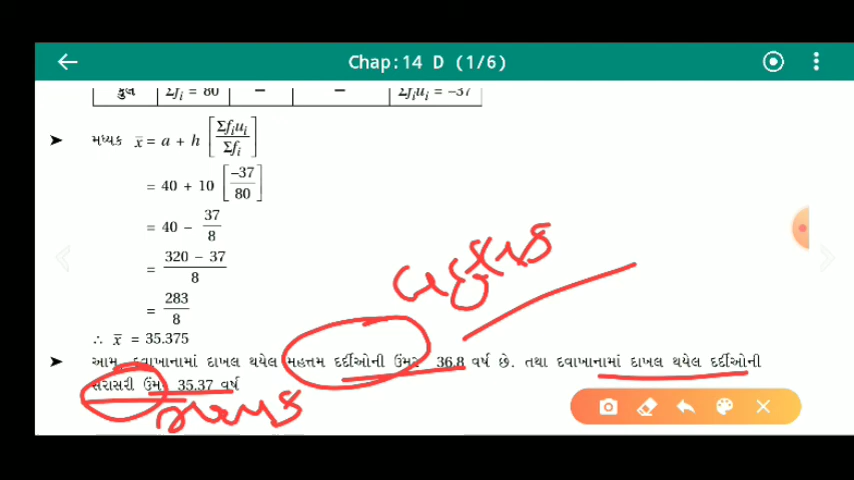 Chap:14 D (1/6)
કુલ Σfᵢ = 80 – – Σfᵢuᵢ = –37
➤ મધ્યક x̄ = a + h [Σfᵢuᵢ / Σfᵢ]
= 40 + 10 [–37 / 80]
= 40 - 37/8
= 320 – 37 / 8
= 283 / 8
બહુલક
∴ x̄ = 35.375
➤ આમ, દવાખાનામાં દાખલ થયેલ મહત્તમ દર્દીઓની ઉંમર 36.8 વર્ષ છે. તથા દવાખાનામાં દાખલ થયેલ દર્દીઓની
સરાસરી ઉંમર 35.37 વર્ષ
મધ્યક